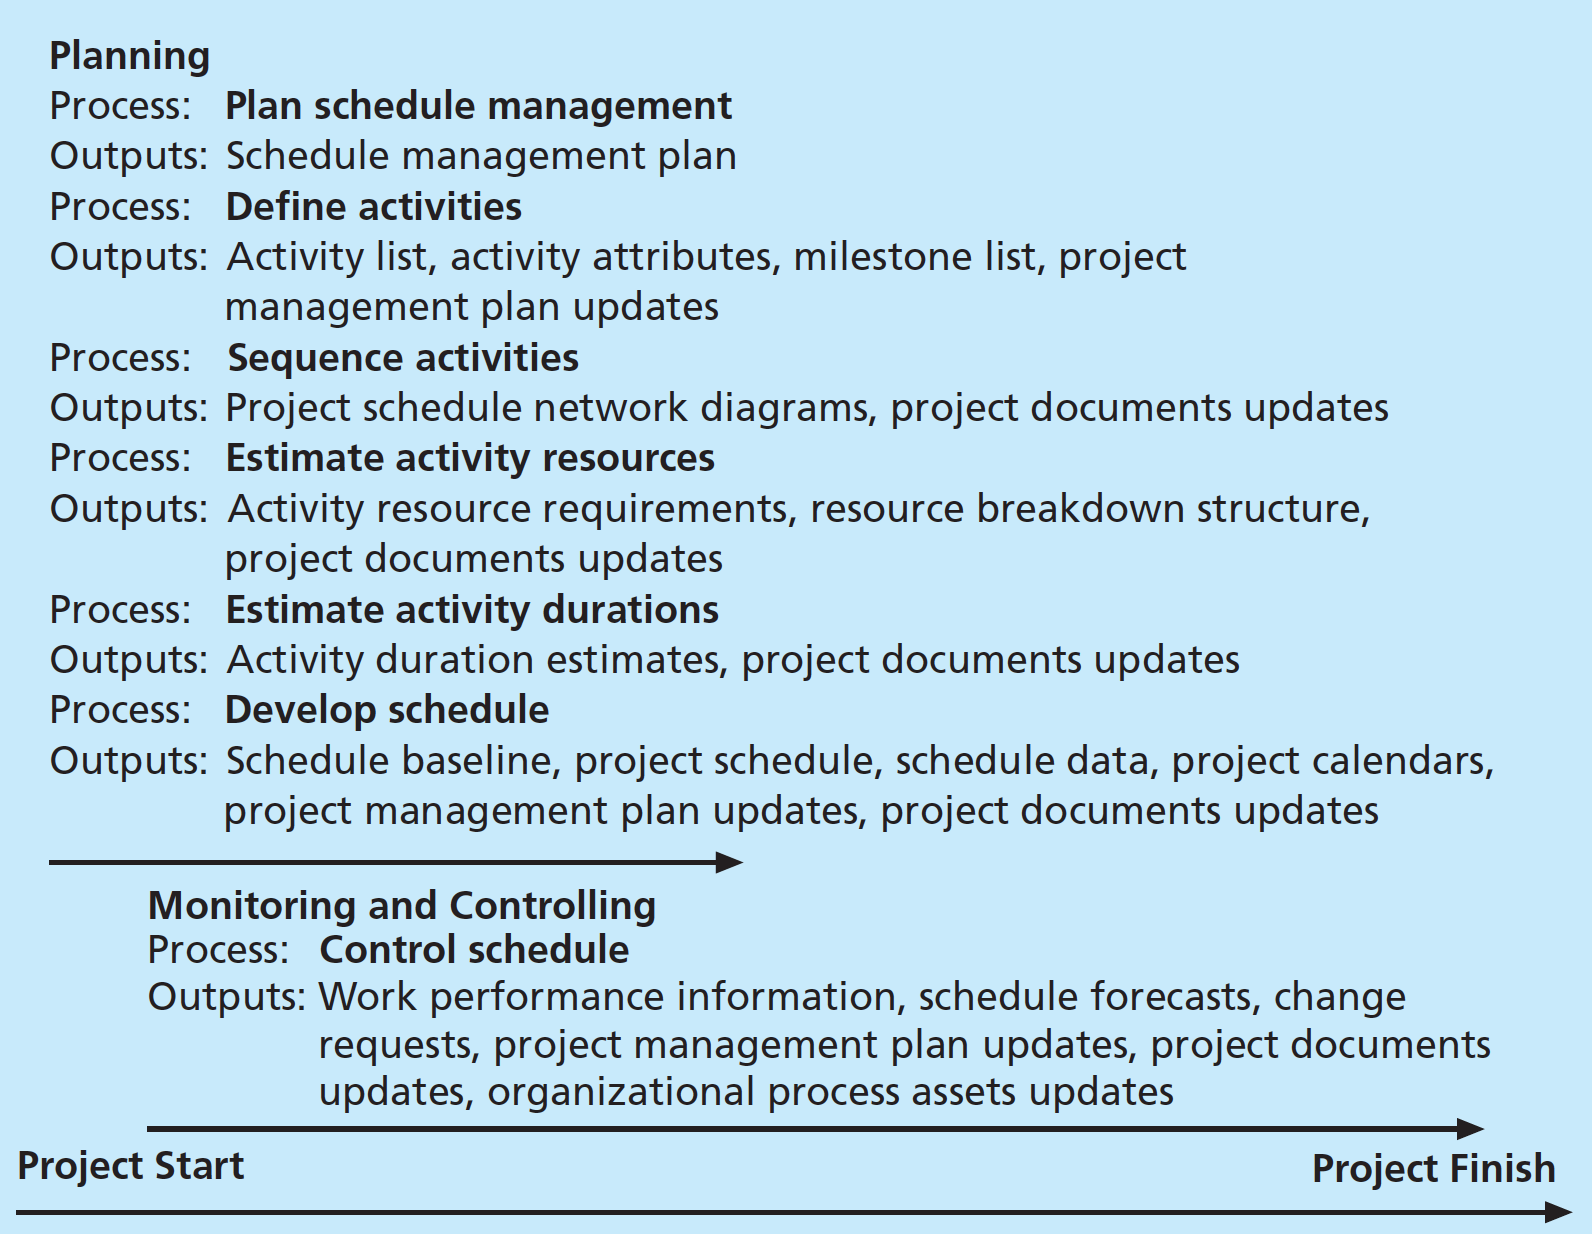 Planning
Process: Plan schedule management
Outputs: Schedule management plan
Process: Define activities
Outputs: Activity list, activity attributes, milestone list, project
management plan updates
Process: Sequence activities
Outputs: Project schedule network diagrams, project documents updates
Process: Estimate activity resources
Outputs: Activity resource requirements, resource breakdown structure,
project documents updates
Process: Estimate activity durations
Outputs: Activity duration estimates, project documents updates
Process: Develop schedule
Outputs: Schedule baseline, project schedule, schedule data, project calendars,
project management plan updates, project documents updates
Monitoring and Controlling
Process: Control schedule
Outputs: Work performance information, schedule forecasts, change
requests, project management plan updates, project documents
updates, organizational process assets updates
Project Start
Project Finish